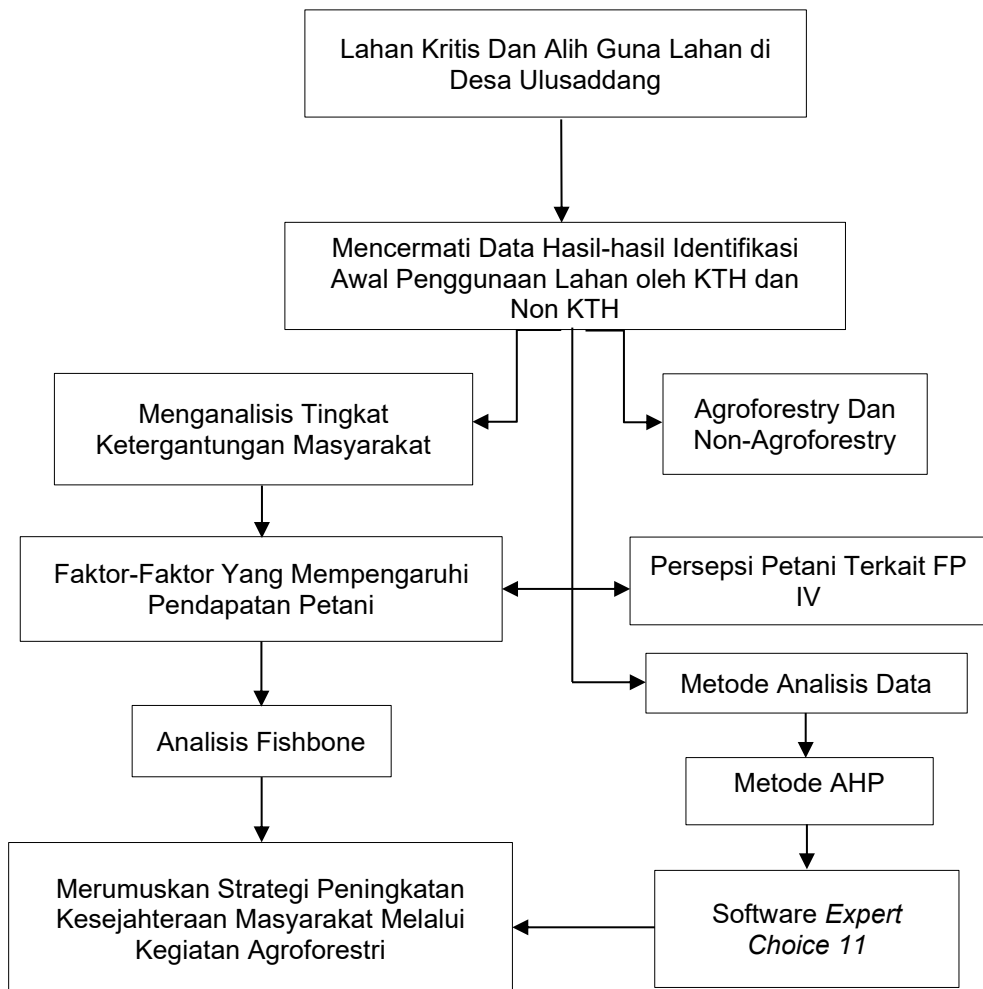 Lahan Kritis Dan Alih Guna Lahan di
Desa Ulusaddang
Mencermati Data Hasil-hasil Identifikasi
Awal Penggunaan Lahan oleh KTH dan
Non KTH
Menganalisis Tingkat
Ketergantungan Masyarakat
Agroforestry Dan
Non-Agroforestry
Faktor-Faktor Yang Mempengaruhi
Pendapatan Petani
Persepsi Petani Terkait FP
IV
Metode Analisis Data
Analisis Fishbone
Metode AHP
Merumuskan Strategi Peningkatan
Kesejahteraan Masyarakat Melalui
Kegiatan Agroforestri
Software Expert
Choice 11